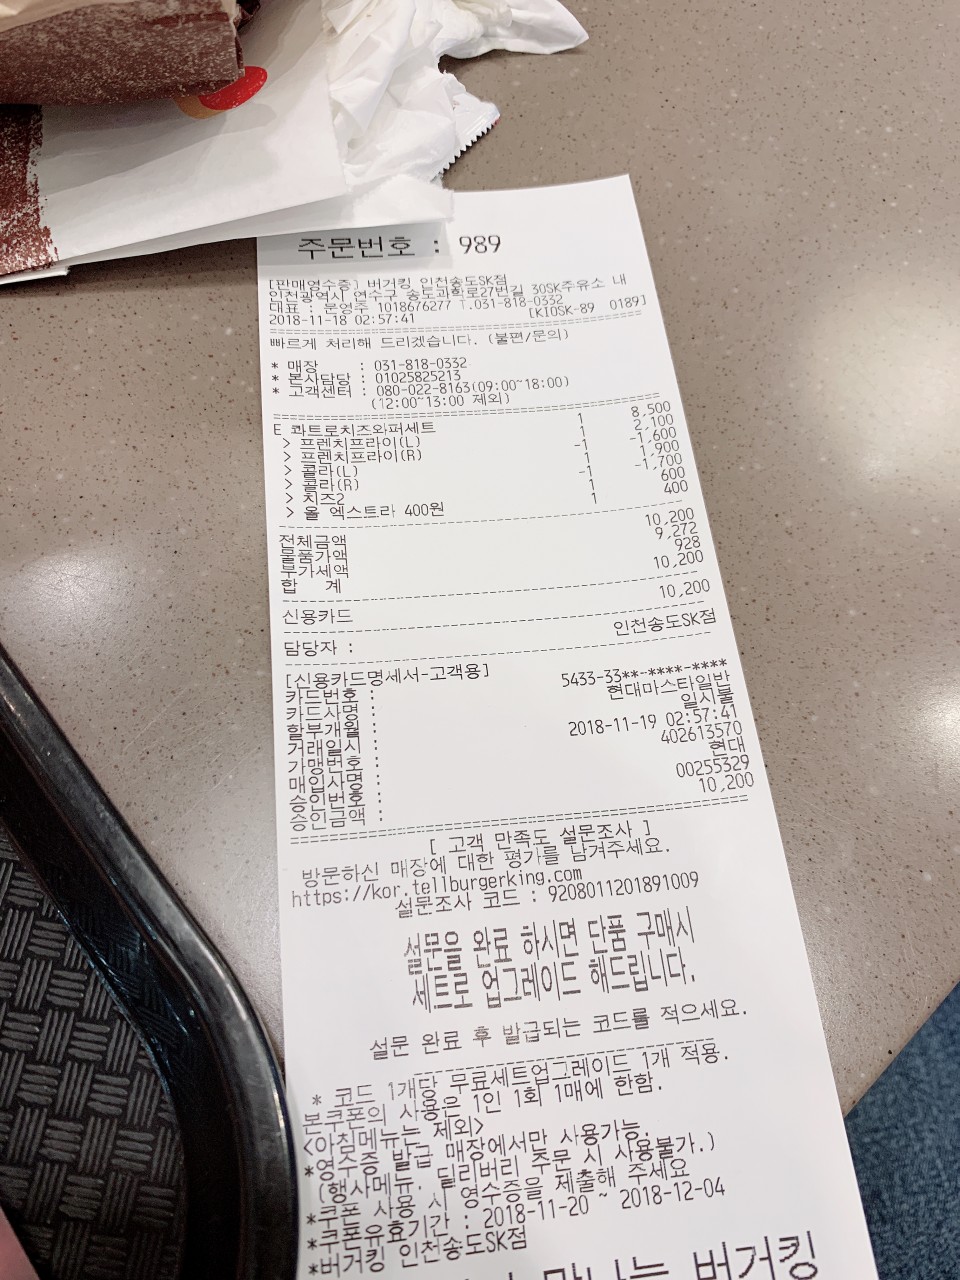 주문번호 : 989
[판매영수증] 버거킹 인천송도SK점
인천광역시 연수구 송도과학로27번길 30SK주유소 내
대표 : 문영주 1018676277 T.031-818-0332
2018-11-18 02:57:41 [KIOSK-89 0189]
빠르게 처리해 드리겠습니다. (불편/문의)
* 매장 : 031-818-0332
* 본사담당 : 01025825213
* 고객센터 : 080-022-8163(09:00~18:00)
(12:00~13:00 제외)
E 콰트로치즈와퍼세트 1 8,500
> 프렌치프라이(L) 1 2,100
> 프렌치프라이(R) -1 -1,600
> 콜라(L) 1 1,900
> 콜라(R) -1 -1,700
> 치즈2 1 600
> 올 엑스트라 400원 1 400
전체금액 10,200
물품가액 9,272
부가세액 928
합 계 10,200
신용카드 10,200
담당자 : 인천송도SK점
[신용카드명세서-고객용]
카드번호 : 5433-33**-****-****
카드사명 : 현대마스타일반
할부개월 : 일시불
거래일시 : 2018-11-19 02:57:41
가맹번호 : 402613570
매입사명 : 현대
승인번호 : 00255329
승인금액 : 10,200
[ 고객 만족도 설문조사 ]
방문하신 매장에 대한 평가를 남겨주세요.
https://kor.tellburgerking.com
설문조사 코드 : 9208011201891009
설문을 완료 하시면 단품 구매시
세트로 업그레이드 해드립니다.
설문 완료 후 발급되는 코드를 적으세요.
* 코드 1개당 무료세트업그레이드 1개 적용.
본쿠폰의 사용은 1인 1회 1매에 한함.
<아침메뉴는 제외>
*영수증 발급 매장에서만 사용가능.
(행사메뉴, 딜리버리 주문 시 사용불가.)
*쿠폰 사용 시 영수증을 제출해 주세요
*쿠폰유효기간 : 2018-11-20 ~ 2018-12-04
*버거킹 인천송도SK점
버거킹